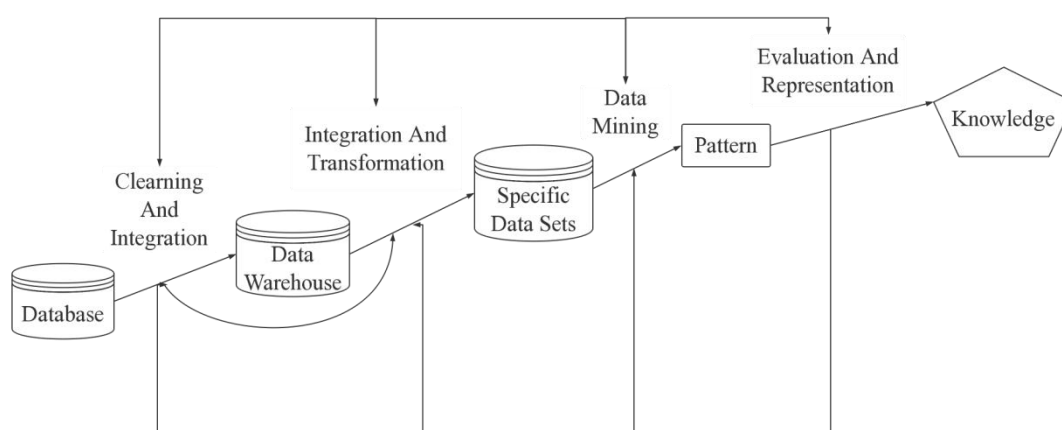 Database
Clearning
And
Integration
Data
Warehouse
Integration And
Transformation
Specific
Data Sets
Data
Mining
Pattern
Evaluation And
Representation
Knowledge